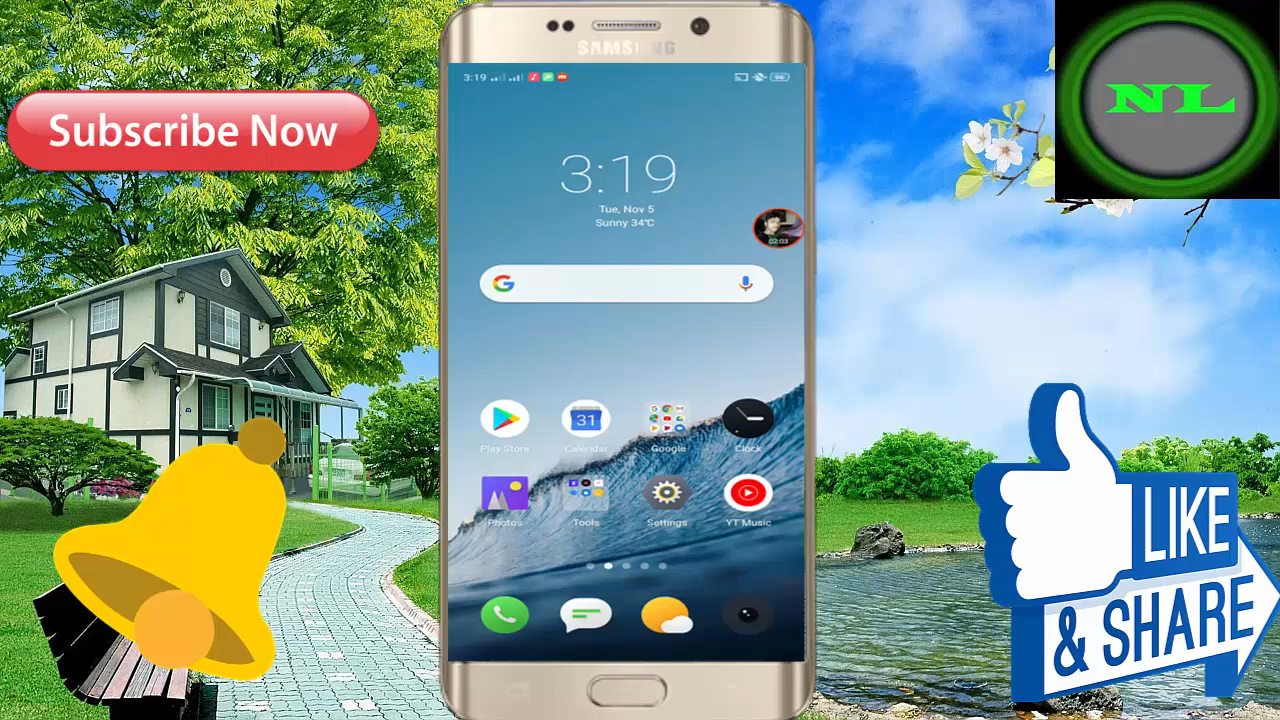 Subscribe Now
NL
SAMSUNG
3:19
98
3:19
Tue, Nov 5
Sunny 34°C
02:03
31
Play Store
Calendar
Google
Clock
Photos
Tools
Settings
YT Music
LIKE
& SHARE